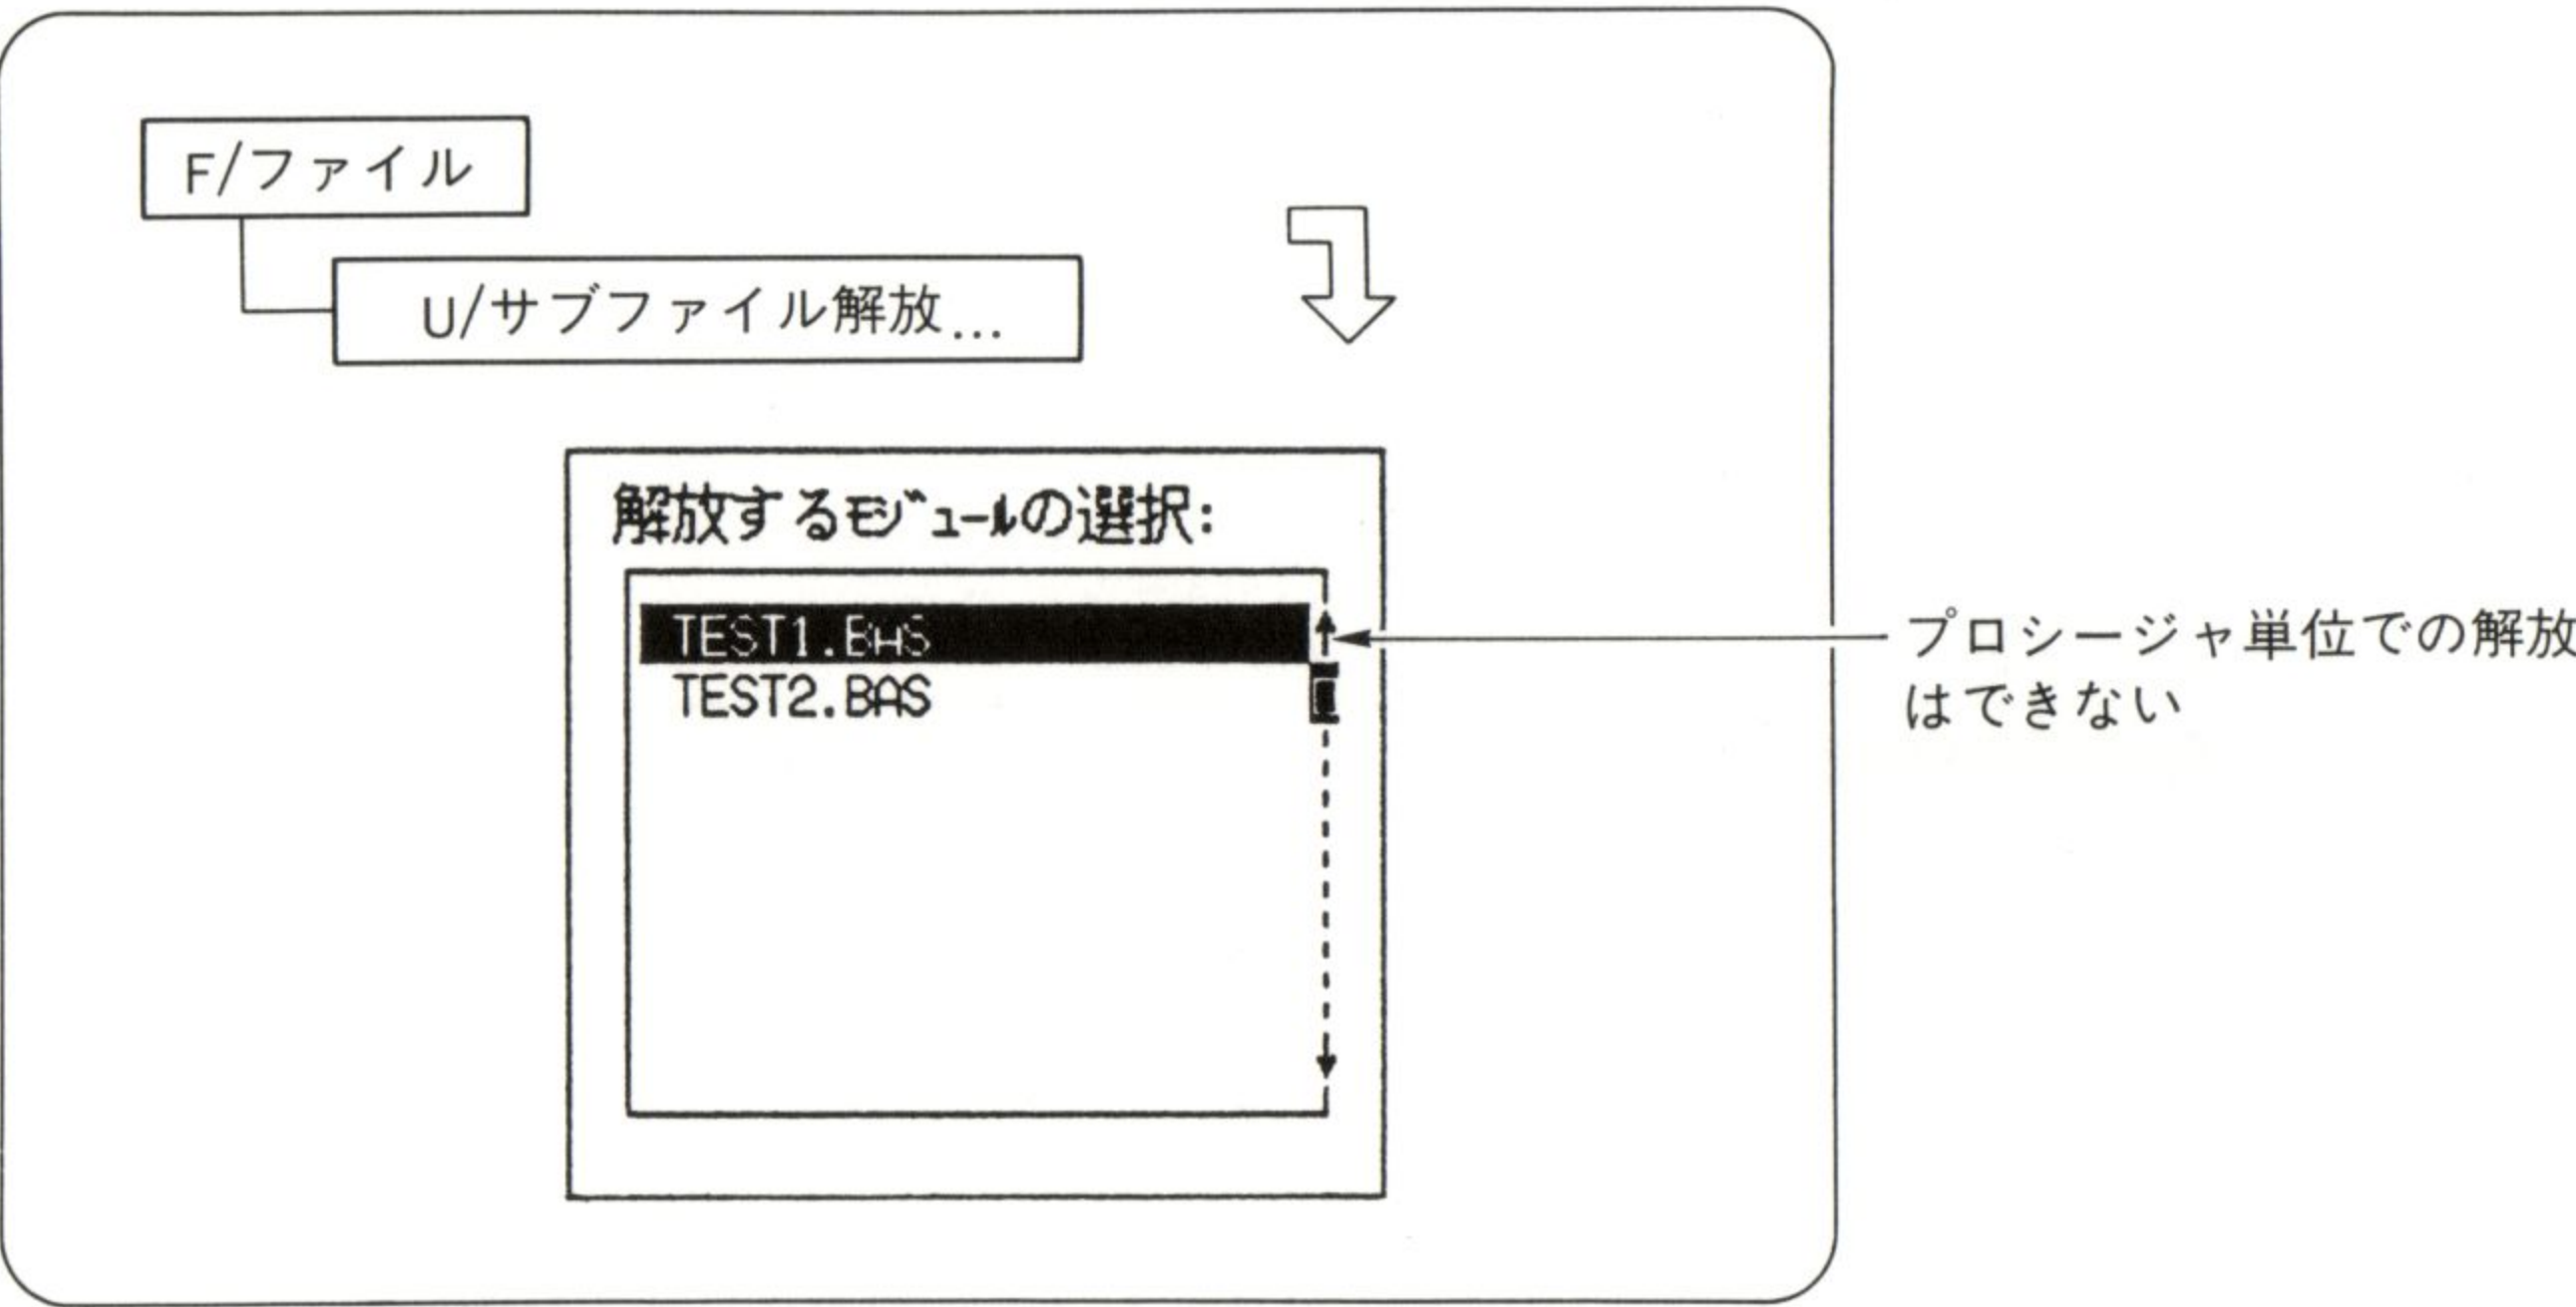 F/ファイル
U/サブファイル解放...
解放するﾓｼﾞｭｰﾙの選択:
TEST1.BAS
TEST2.BAS
プロシージャ単位での解放
はできない